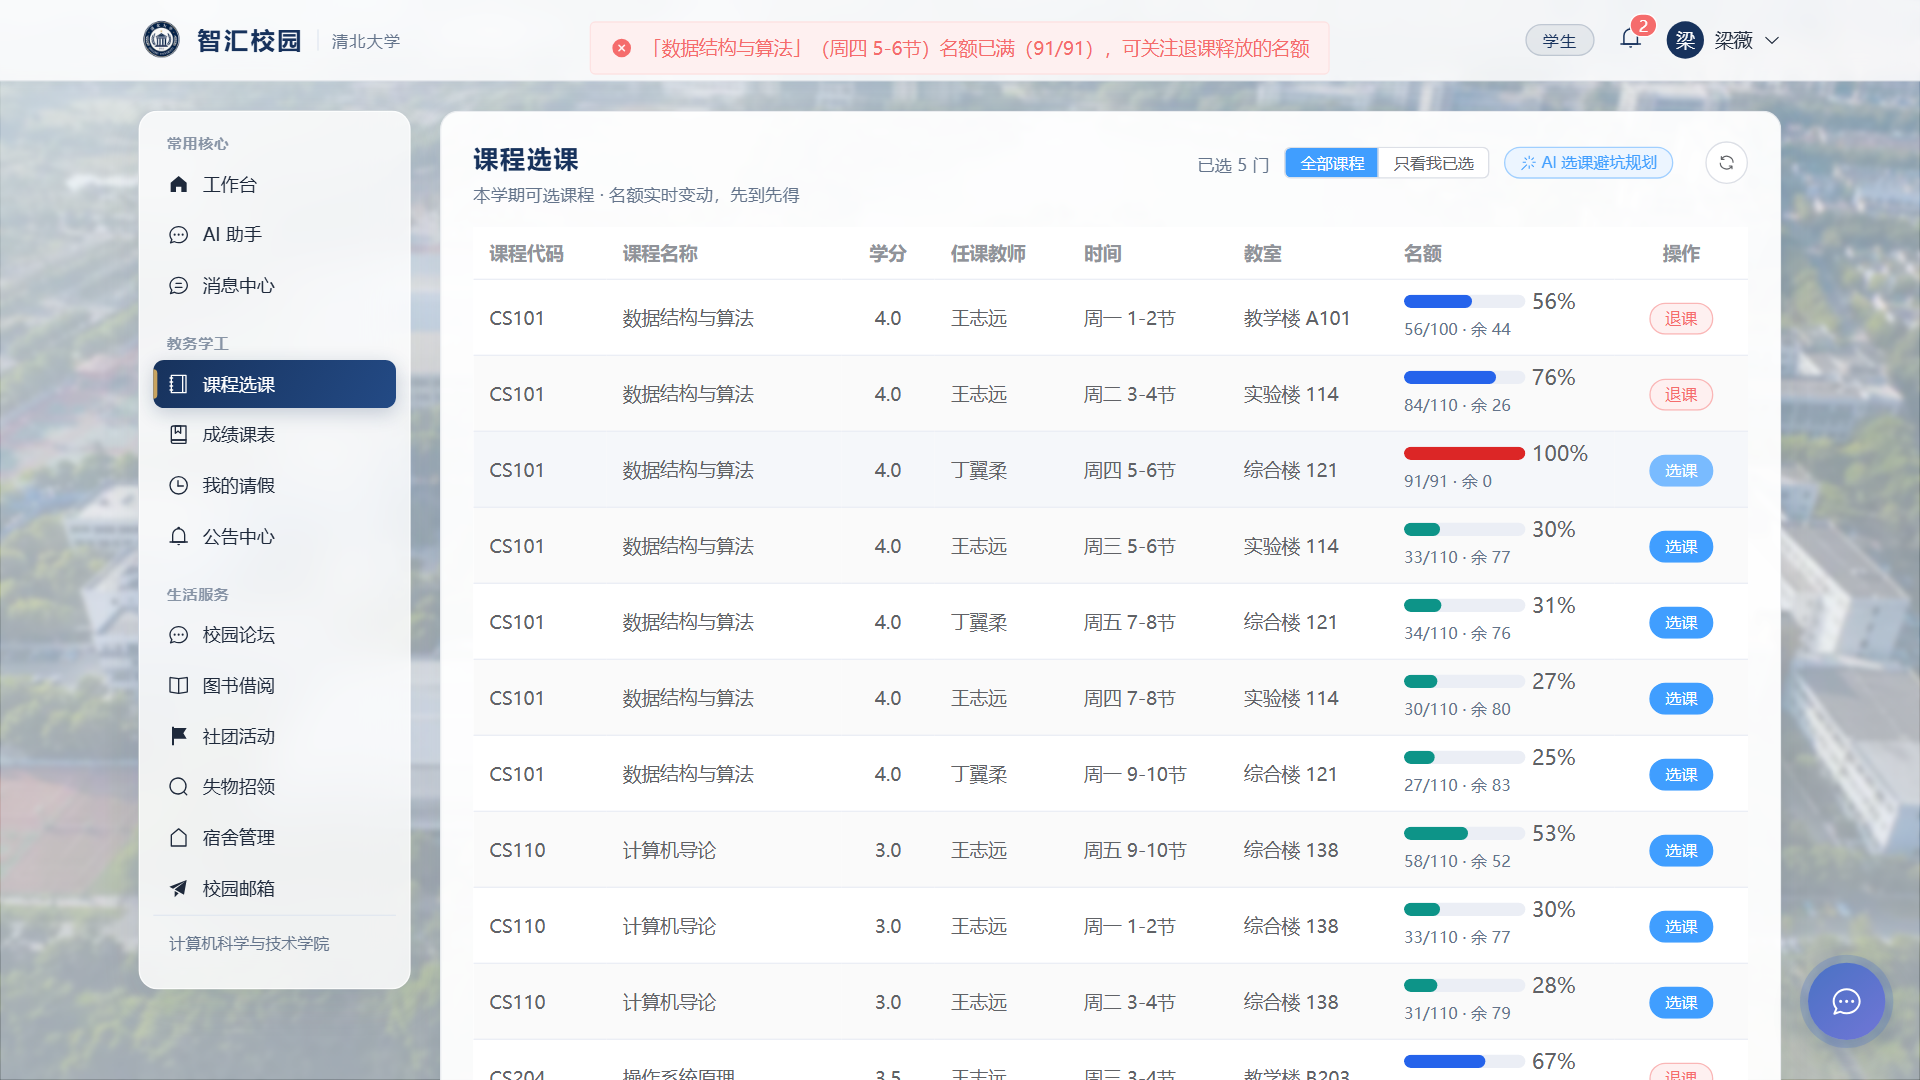 智汇校园
清北大学
「数据结构与算法」（周四 5-6节）名额已满（91/91），可关注退课释放的名额
学生
2
梁
梁薇
常用核心
工作台
AI 助手
消息中心
教务学工
课程选课
成绩课表
我的请假
公告中心
生活服务
校园论坛
图书借阅
社团活动
失物招领
宿舍管理
校园邮箱
计算机科学与技术学院
课程选课
本学期可选课程 · 名额实时变动，先到先得
已选 5 门
全部课程
只看我已选
AI 选课避坑规划
课程代码 课程名称 学分 任课教师 时间 教室 名额 操作
CS101 数据结构与算法 4.0 王志远 周一 1-2节 教学楼 A101 56% 退课
56/100 · 余 44
CS101 数据结构与算法 4.0 王志远 周二 3-4节 实验楼 114 76% 退课
84/110 · 余 26
CS101 数据结构与算法 4.0 丁翼柔 周四 5-6节 综合楼 121 100% 选课
91/91 · 余 0
CS101 数据结构与算法 4.0 王志远 周三 5-6节 实验楼 114 30% 选课
33/110 · 余 77
CS101 数据结构与算法 4.0 丁翼柔 周五 7-8节 综合楼 121 31% 选课
34/110 · 余 76
CS101 数据结构与算法 4.0 王志远 周四 7-8节 实验楼 114 27% 选课
30/110 · 余 80
CS101 数据结构与算法 4.0 丁翼柔 周一 9-10节 综合楼 121 25% 选课
27/110 · 余 83
CS110 计算机导论 3.0 王志远 周五 9-10节 综合楼 138 53% 选课
58/110 · 余 52
CS110 计算机导论 3.0 王志远 周一 1-2节 综合楼 138 30% 选课
33/110 · 余 77
CS110 计算机导论 3.0 王志远 周二 3-4节 综合楼 138 28% 选课
31/110 · 余 79
CS204 操作系统原理 3.5 王志远 周三 3-4节 教学楼 B203 67% 退课